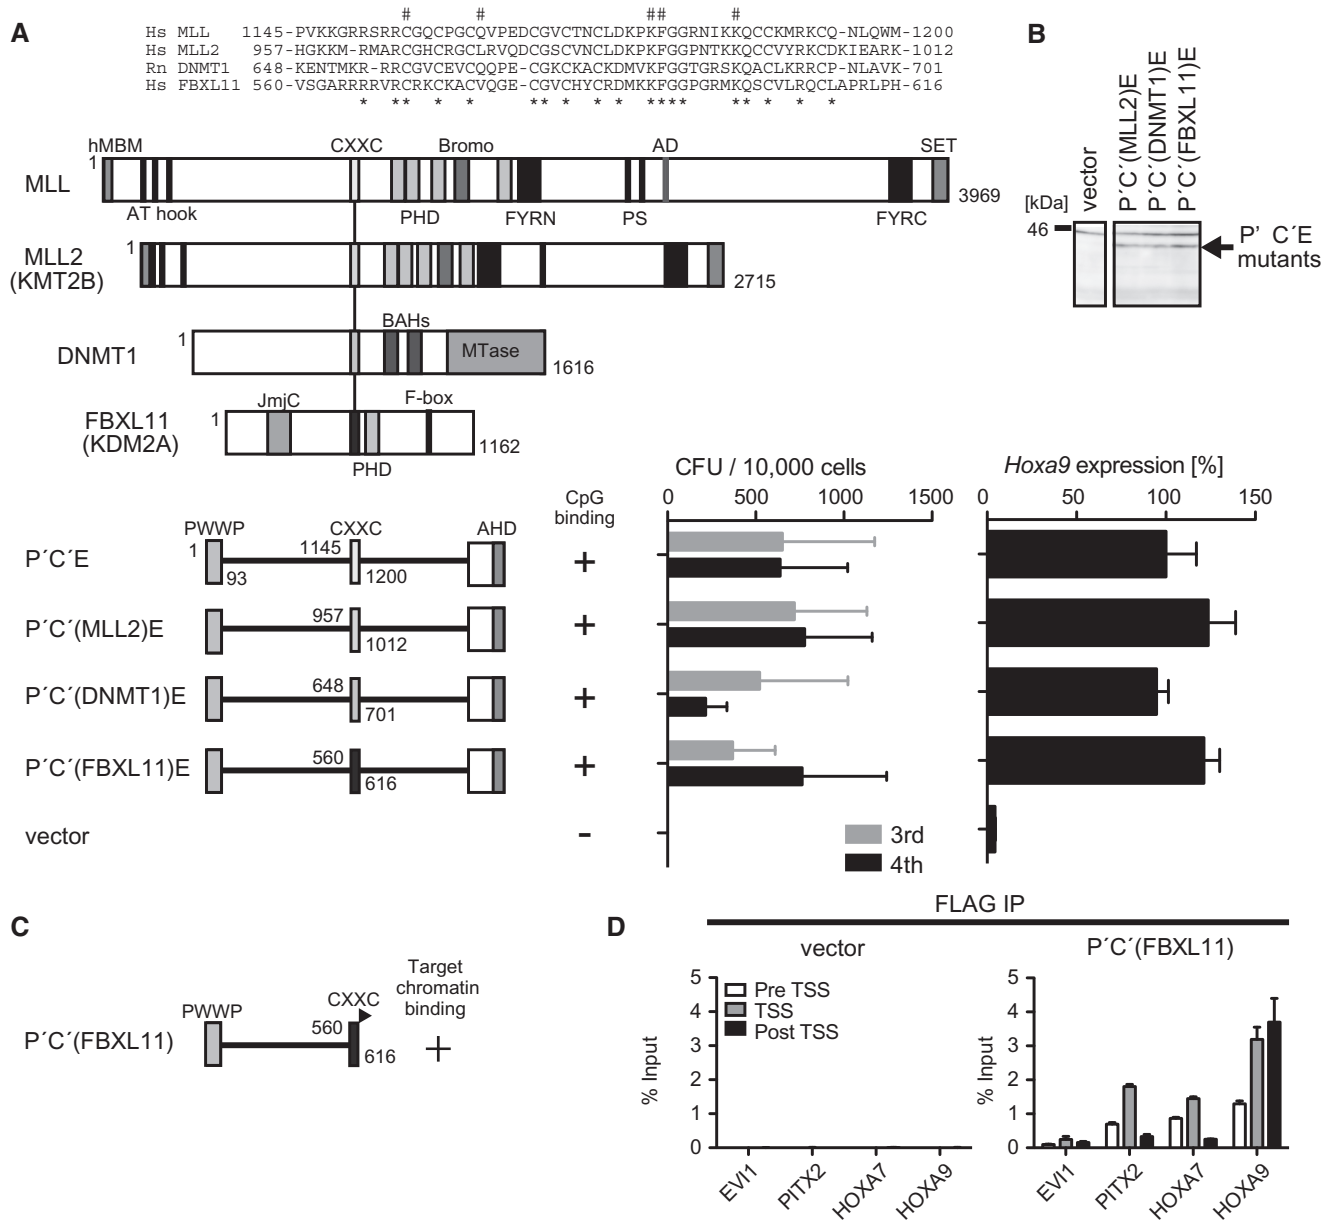 A
# # ## #
Hs MLL 1145-PVKKGRRSRRCGQCPGCQVPEDCGVCTNCLDKPKFGGRNIKKQCCKMRKCQ-NLQWM-1200
Hs MLL2 957-HGKKM-RMARCGHCRGCLRVQDCGSCVNCLDKPKFGGPNTKKQCCVYRKCDKIEARK-1012
Rn DNMT1 648-KENTMKR-RRCGVCEVCQQPE-CGKCKACKDMVKFGGTGRSKQACLKRRCP-NLAVK-701
Hs FBXL11 560-VSGARRRRVRCRKCKACVQGE-CGVCHYCRDMKKFGGPGRMKQSCVLRQCLAPRLPH-616
* ** * ** * * * **** ** * * *
hMBM CXXC Bromo AD SET
1
MLL
3969
AT hook PHD FYRN PS FYRC
1
MLL2
(KMT2B)
2715
BAHs
1
DNMT1
MTase
1616
JmjC F-box
1
FBXL11
(KDM2A)
1162
PHD
B
vector
P´C´(MLL2)E
P´C´(DNMT1)E
P´C´(FBXL11)E
[kDa]
46
P' C´E
mutants
CpG
binding
CFU / 10,000 cells
0 500 1000 1500
Hoxa9 expression [%]
0 50 100 150
PWWP CXXC AHD
P´C´E
1 93 1145 1200
+
P´C´(MLL2)E
957 1012
+
P´C´(DNMT1)E
648 701
+
P´C´(FBXL11)E
560 616
+
vector
-
3rd
4th
C
Target
chromatin
binding
PWWP CXXC
P´C´(FBXL11)
560 616
+
D
FLAG IP
vector
P´C´(FBXL11)
% Input
5
4
3
2
1
0
Pre TSS
TSS
Post TSS
EVI1 PITX2 HOXA7 HOXA9
% Input
5
4
3
2
1
0
EVI1 PITX2 HOXA7 HOXA9